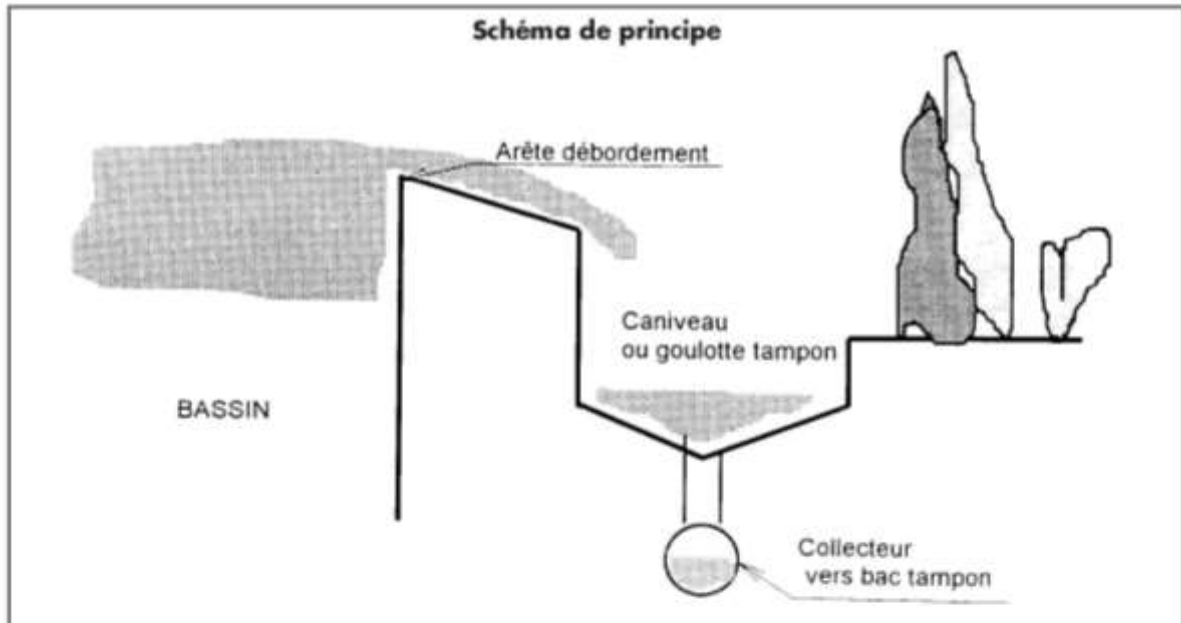 Schéma de principe
Arête débordement
Caniveau
ou goulotte tampon
BASSIN
Collecteur
vers bac tampon